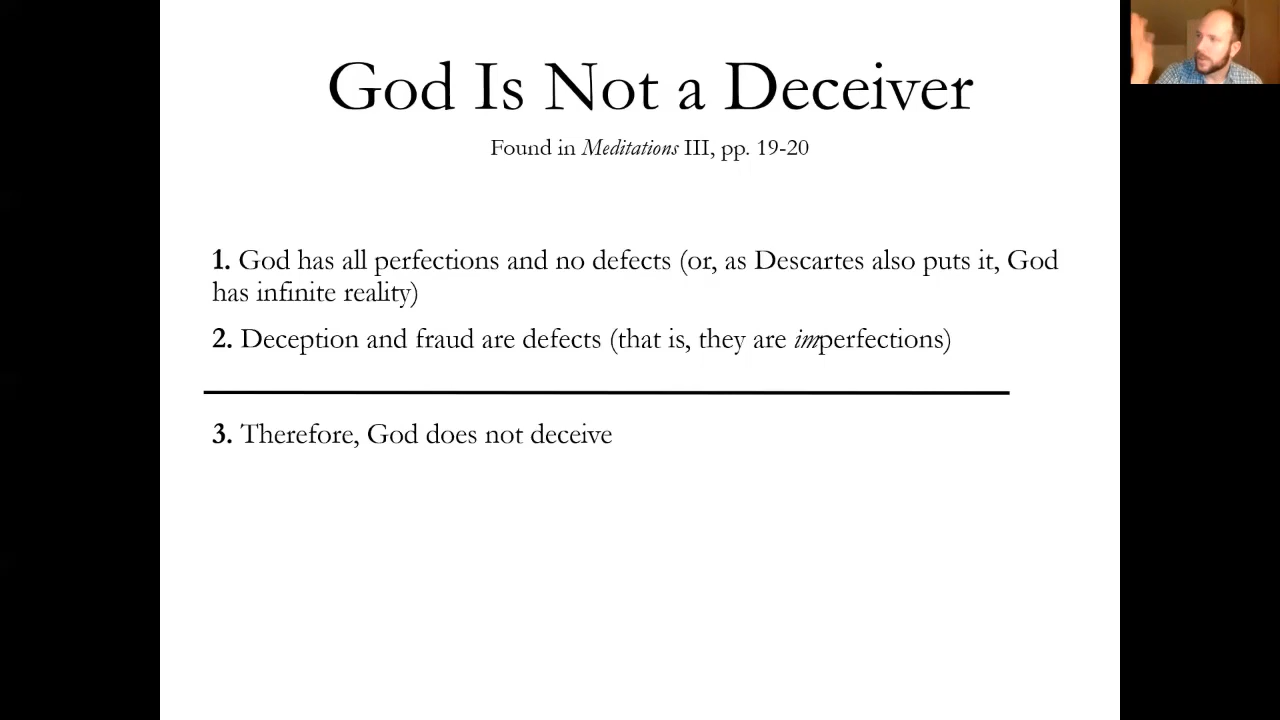 God Is Not a Deceiver
Found in Meditations III, pp. 19-20
1. God has all perfections and no defects (or, as Descartes also puts it, God
has infinite reality)
2. Deception and fraud are defects (that is, they are imperfections)
3. Therefore, God does not deceive